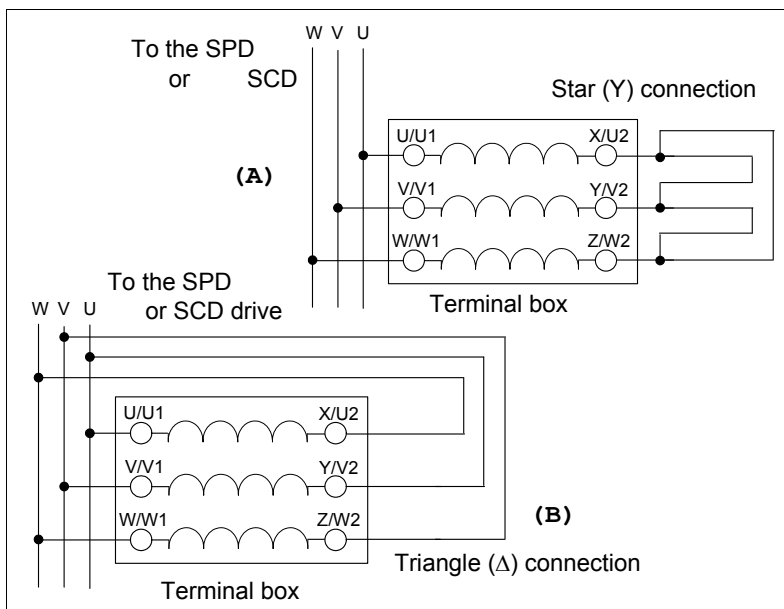 W V U
To the SPD
or SCD
Star (Y) connection
U/U1 X/U2
(A)
V/V1 Y/V2
W/W1 Z/W2
Terminal box
To the SPD
or SCD drive
W V U
U/U1 X/U2
V/V1 Y/V2
W/W1 Z/W2
(B)
Triangle (Δ) connection
Terminal box